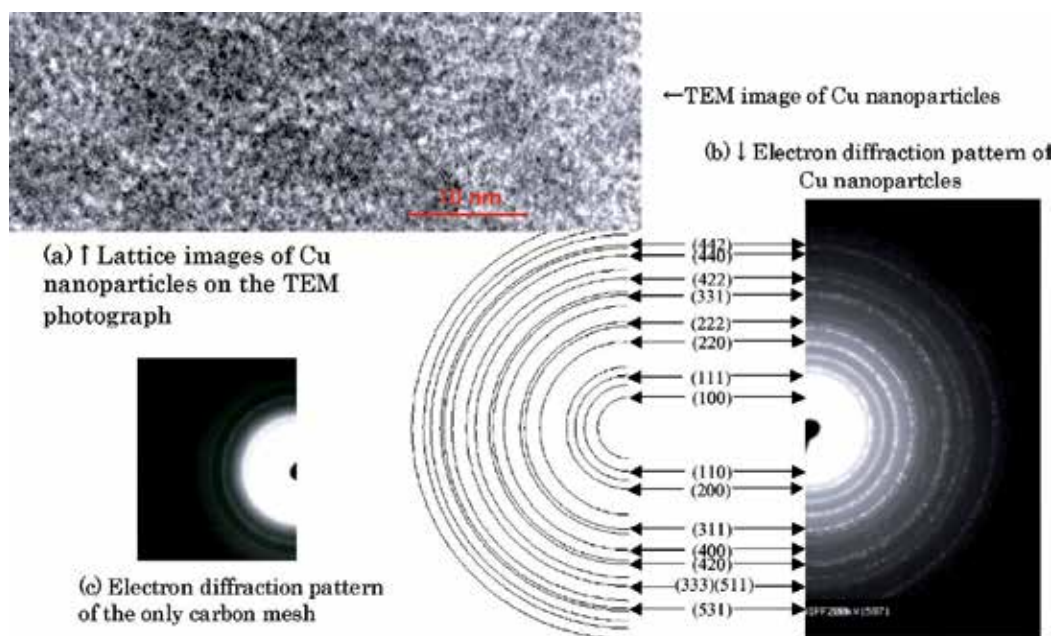 ←TEM image of Cu nanoparticles
(b) ↓ Electron diffraction pattern of
Cu nanopartcles
10 nm
(a) ↑ Lattice images of Cu
nanoparticles on the TEM
photograph
(442)
(440)
(422)
(331)
(222)
(220)
(111)
(100)
(110)
(200)
(311)
(400)
(420)
(333)(511)
(531)
(c) Electron diffraction pattern
of the only carbon mesh